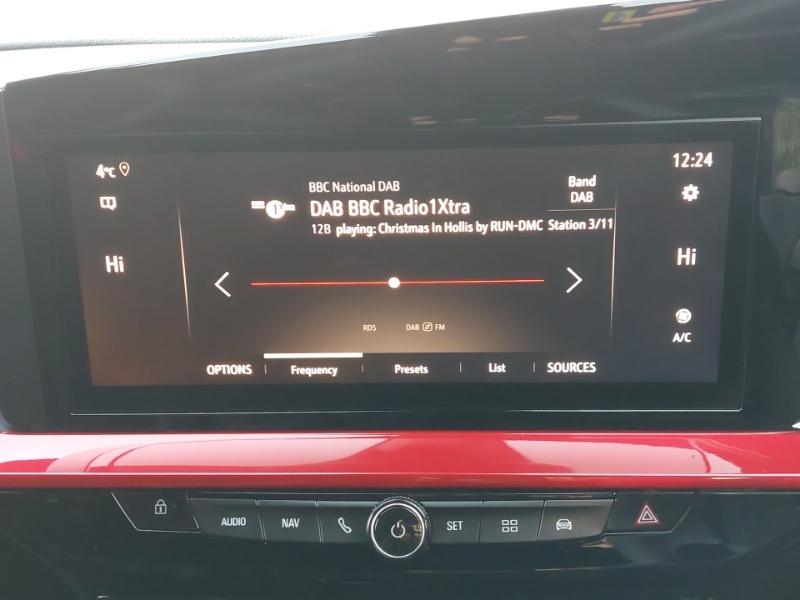 4°C
12:24
BBC National DAB
Band
DAB
DAB BBC Radio1Xtra
12B playing: Christmas In Hollis by RUN-DMC Station 3/11
Hi
Hi
RDS DAB FM
A/C
OPTIONS Frequency Presets List SOURCES
AUDIO NAV SET